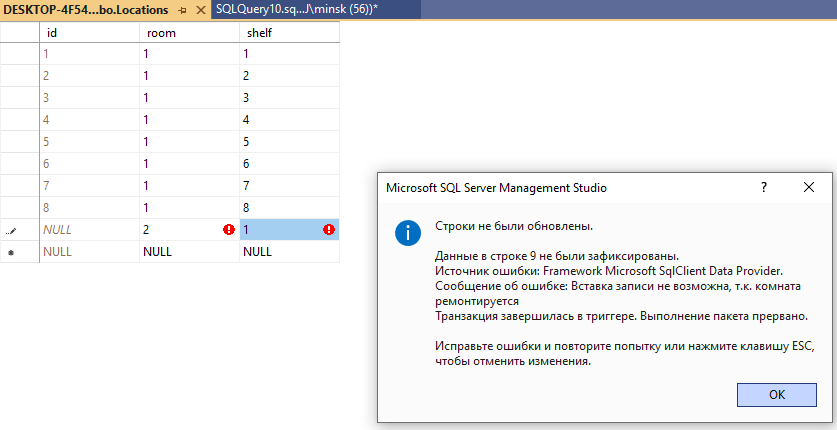 DESKTOP-4F54...bo.Locations SQLQuery10.sq...J\minsk (56))*
id room shelf
1 1 1
2 1 2
3 1 3
4 1 4
5 1 5
6 1 6
7 1 7
8 1 8
NULL 2 1
NULL NULL NULL
Microsoft SQL Server Management Studio
Строки не были обновлены.
Данные в строке 9 не были зафиксированы.
Источник ошибки: Framework Microsoft SqlClient Data Provider.
Сообщение об ошибке: Вставка записи не возможна, т.к. комната
ремонтируется
Транзакция завершилась в триггере. Выполнение пакета прервано.
Исправьте ошибки и повторите попытку или нажмите клавишу ESC,
чтобы отменить изменения.
OK